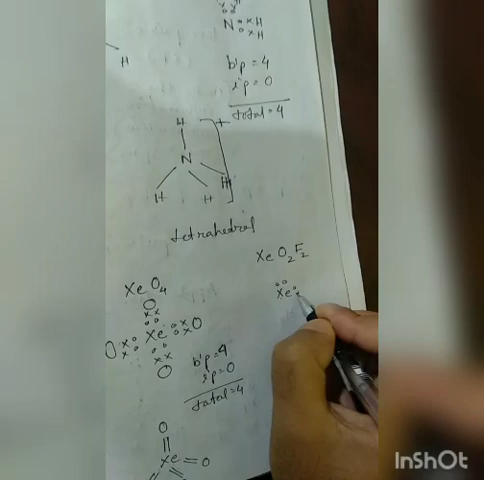 N H
H
H
b'p = 4
l'p = 0
total = 4
H
+
N
H H H
tetrahedral
XeO2F2
Xe
XeO4
O
O Xe O
O
b'p = 4
l'p = 0
total = 4
O
Xe = O
InShOt